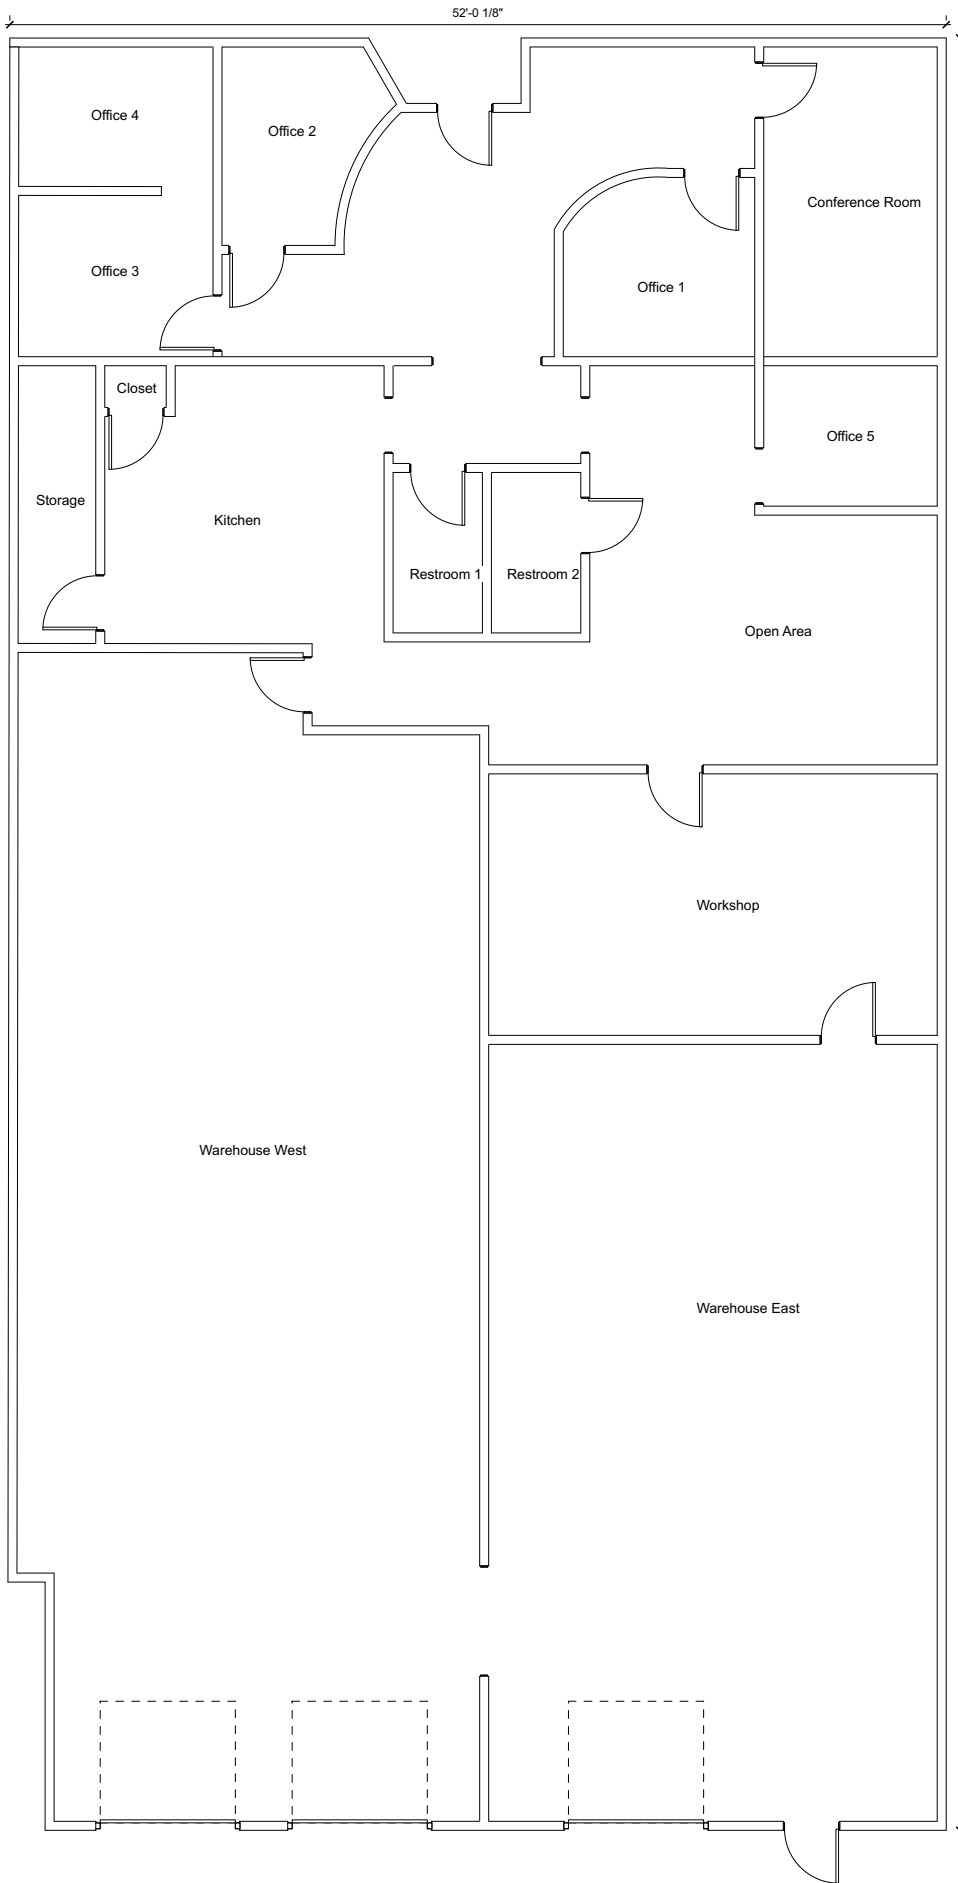 52'-0 1/8"
Office 4
Office 2
Conference Room
Office 3
Office 1
Closet
Office 5
Storage
Kitchen
Restroom 1
Restroom 2
Open Area
Workshop
Warehouse West
Warehouse East